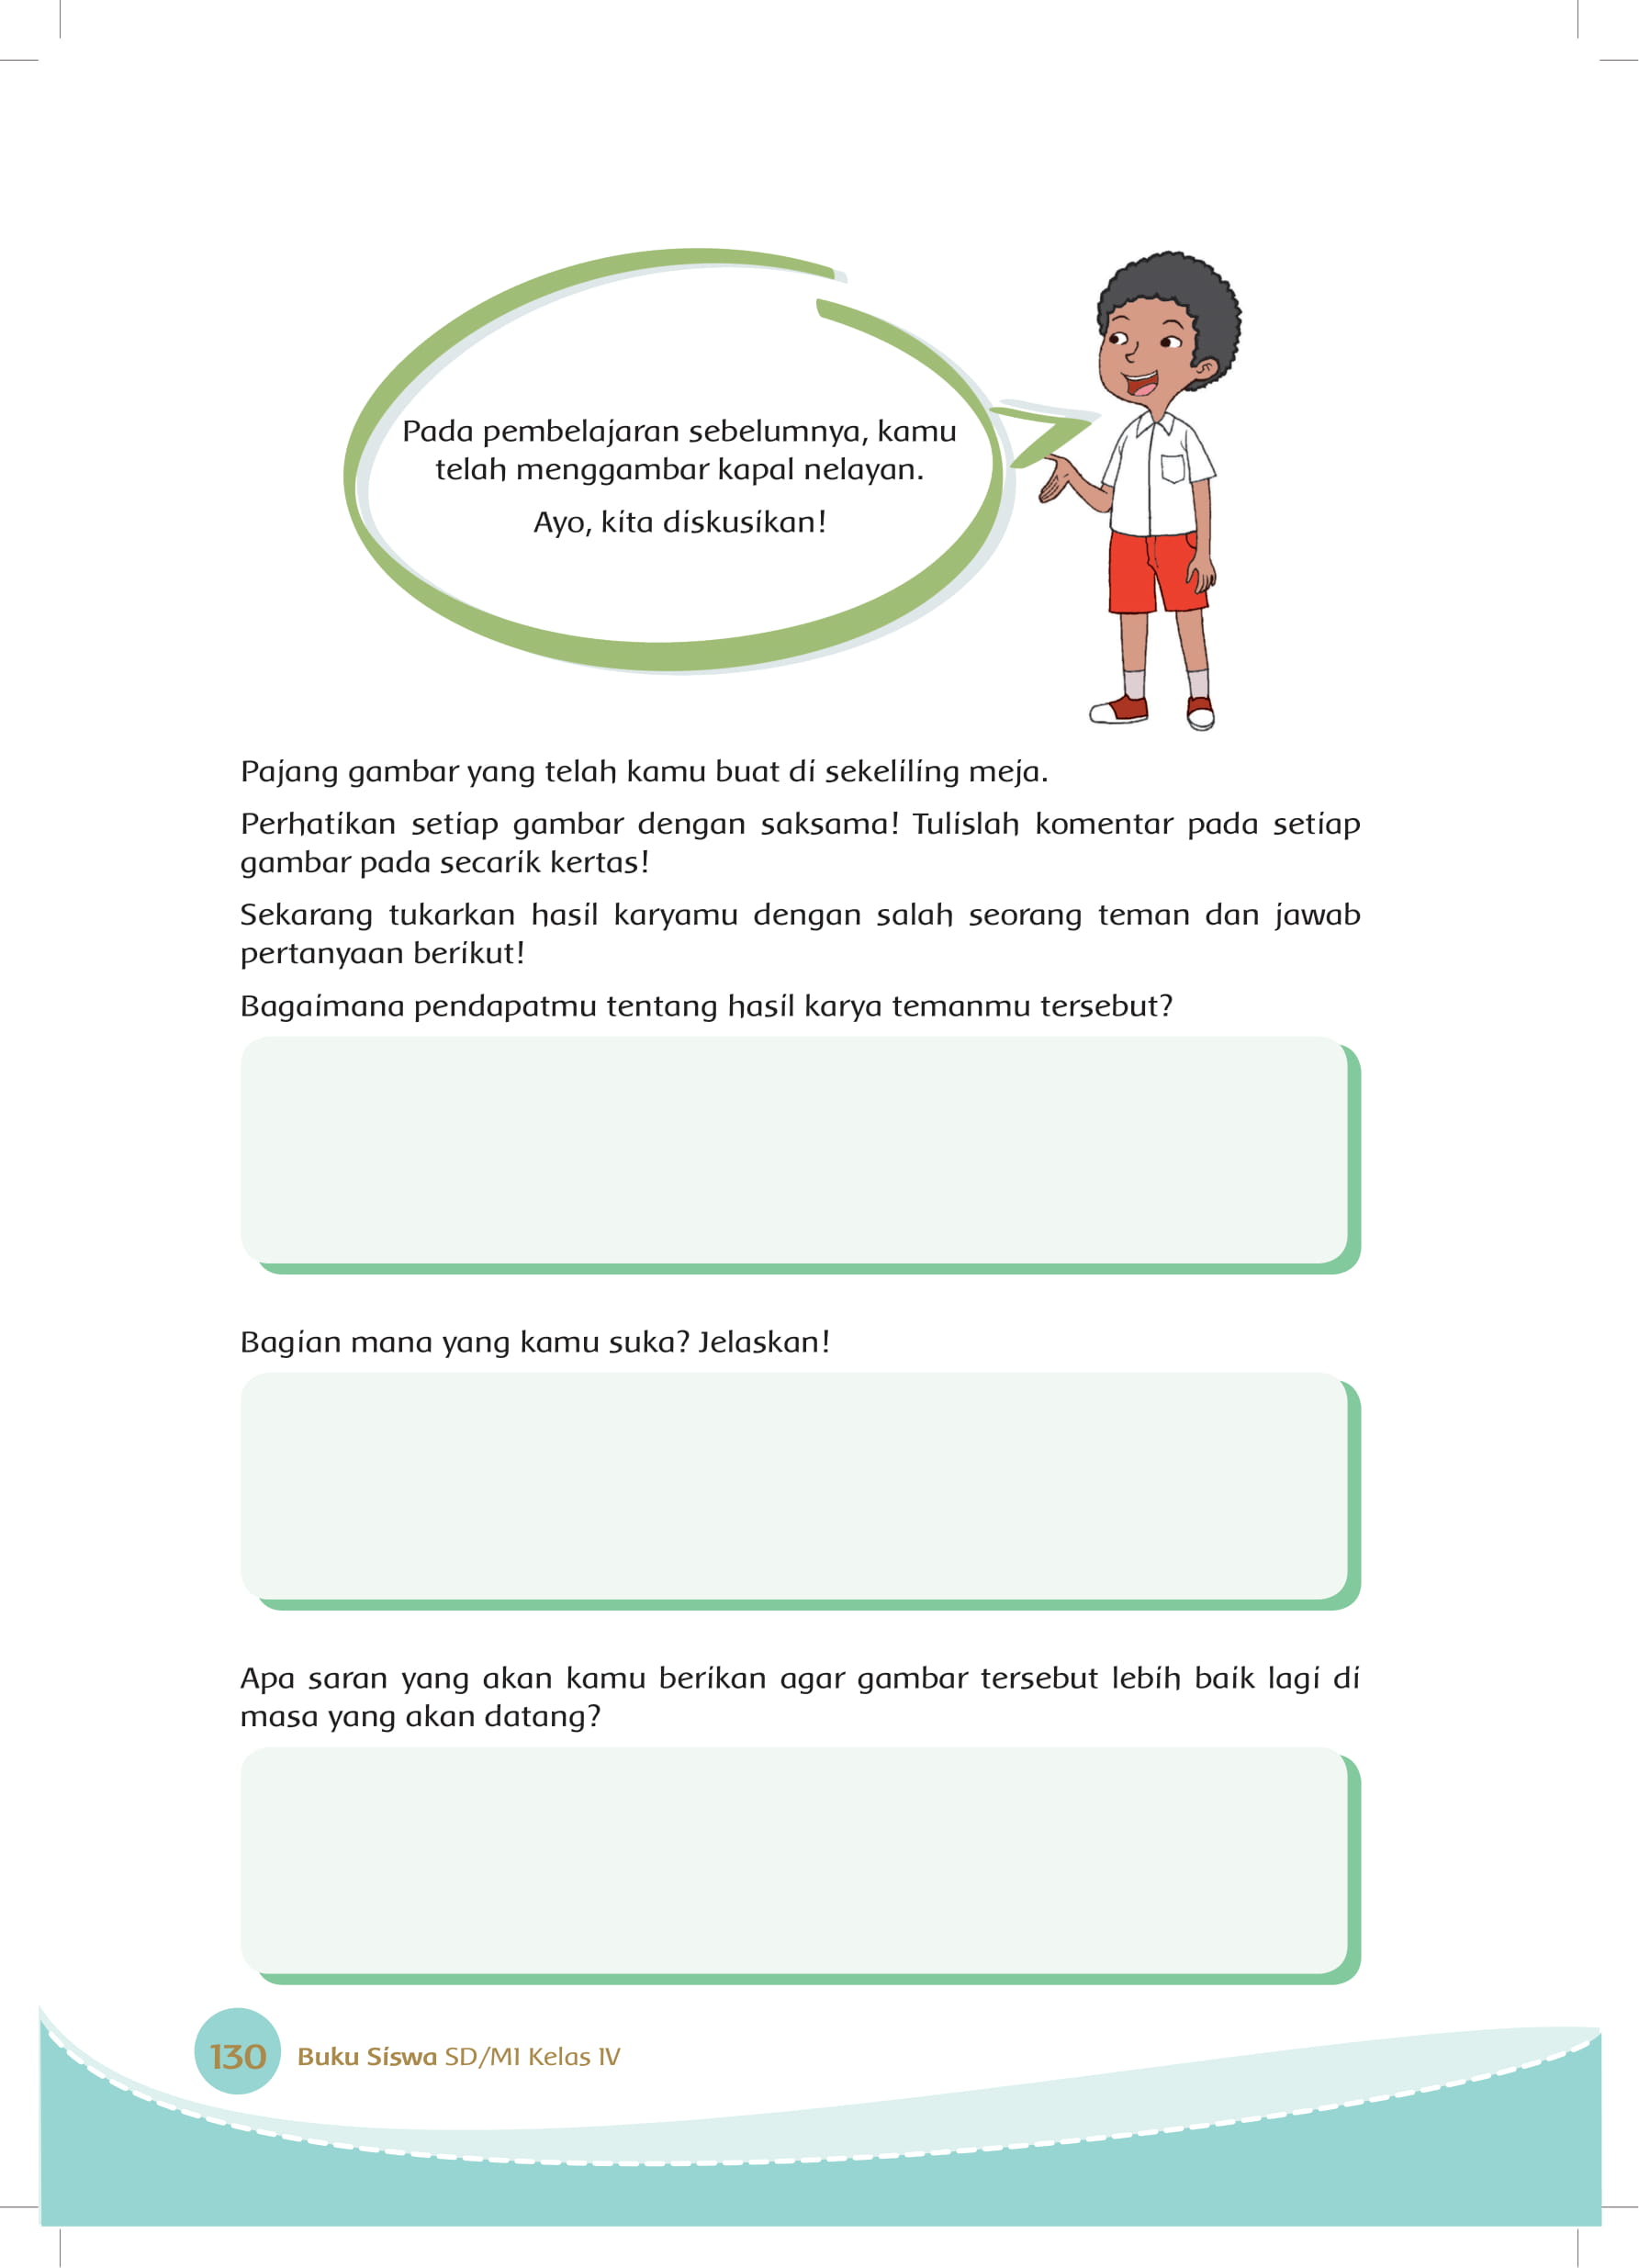 Pada pembelajaran sebelumnya, kamu
telah menggambar kapal nelayan.
Ayo, kita diskusikan!
Pajang gambar yang telah kamu buat di sekeliling meja.
Perhatikan setiap gambar dengan saksama! Tulislah komentar pada setiap
gambar pada secarik kertas!
Sekarang tukarkan hasil karyamu dengan salah seorang teman dan jawab
pertanyaan berikut!
Bagaimana pendapatmu tentang hasil karya temanmu tersebut?
Bagian mana yang kamu suka? Jelaskan!
Apa saran yang akan kamu berikan agar gambar tersebut lebih baik lagi di
masa yang akan datang?
130 Buku Siswa SD/MI Kelas IV